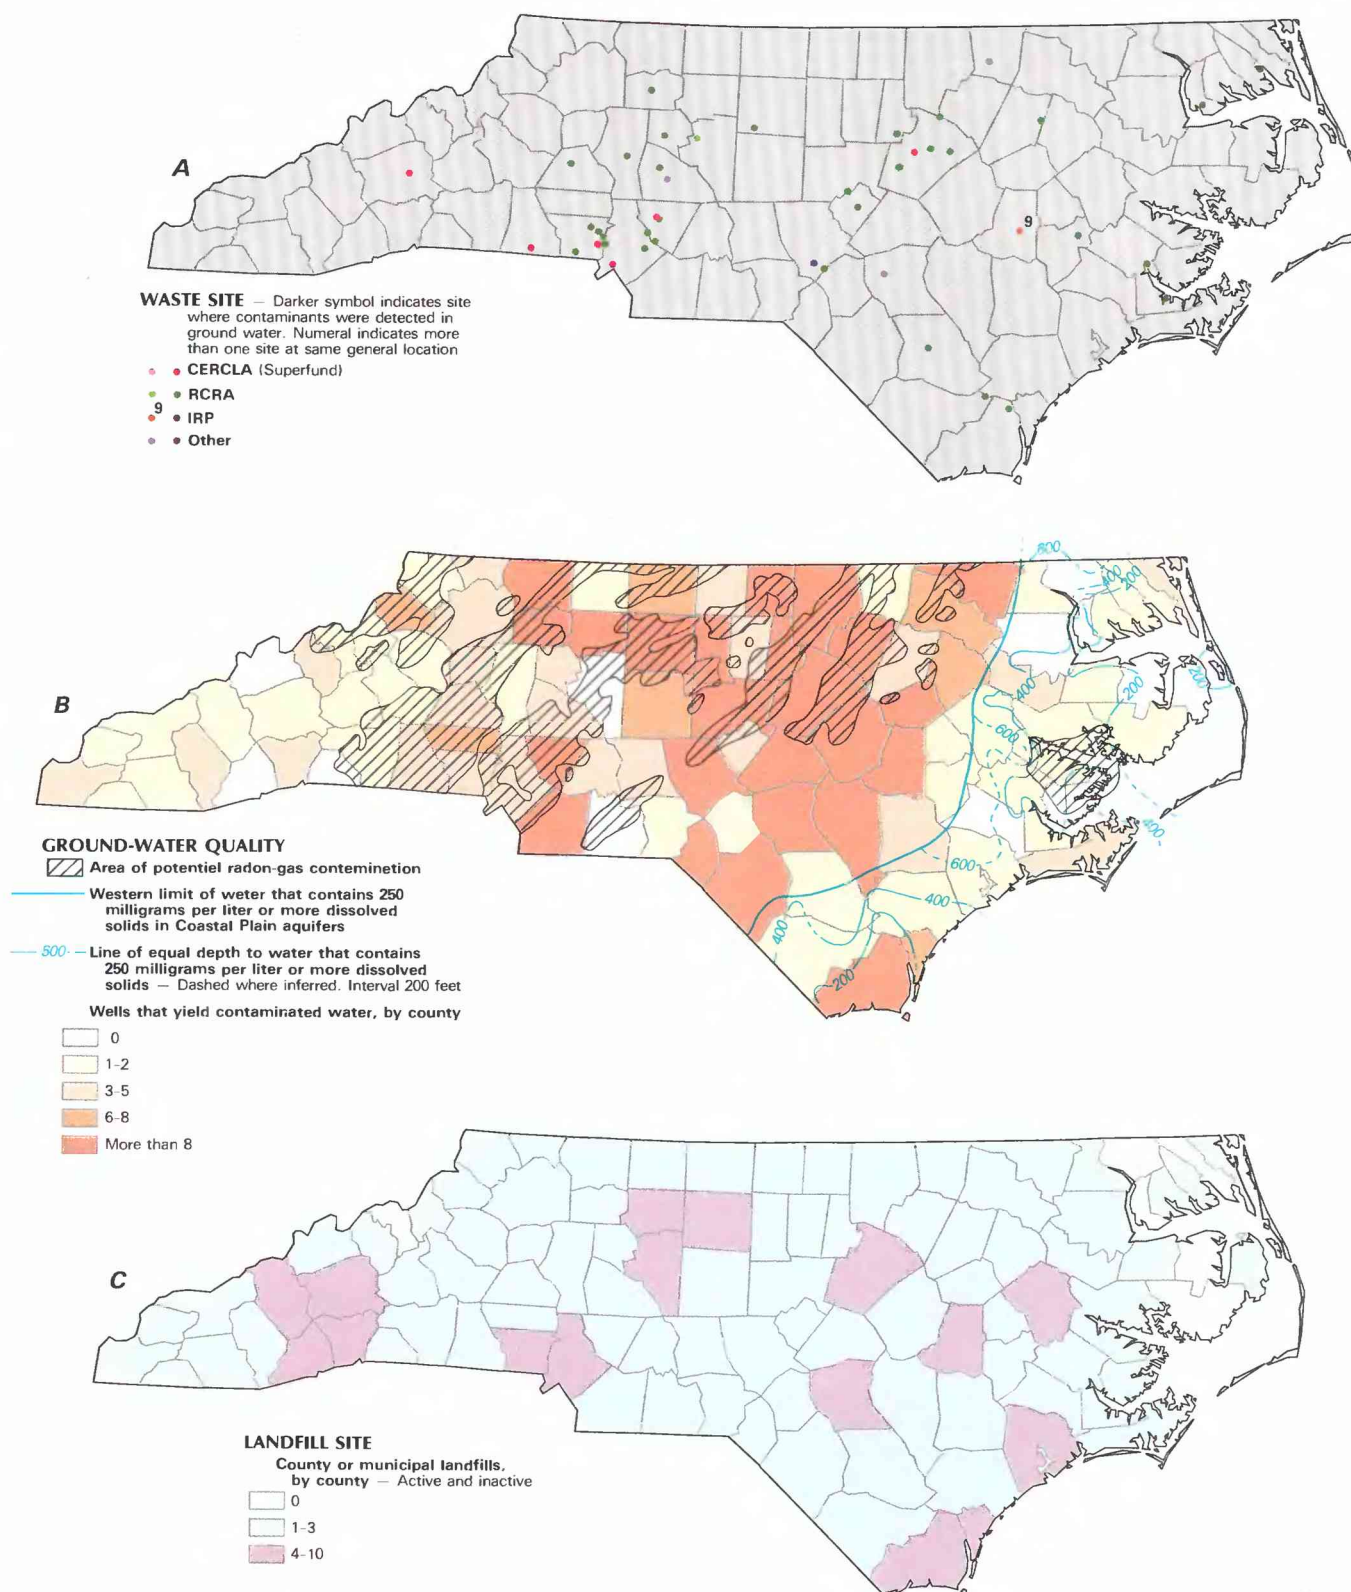 A
9
WASTE SITE — Darker symbol indicates site
where contaminants were detected in
ground water. Numeral indicates more
than one site at same general location
CERCLA (Superfund)
RCRA
9
IRP
Other
B
600
400
200
200
400
200
600
600
400
400
400
200
GROUND-WATER QUALITY
Area of potentiel radon-gas contemination
Western limit of weter that contains 250
milligrams per liter or more dissolved
solids in Coastal Plain aquifers
500 Line of equal depth to water that contains
250 milligrams per liter or more dissolved
solids — Dashed where inferred. Interval 200 feet
Wells that yield contaminated water, by county
0
1-2
3-5
6-8
More than 8
C
LANDFILL SITE
County or municipal landfills,
by county — Active and inactive
0
1-3
4-10